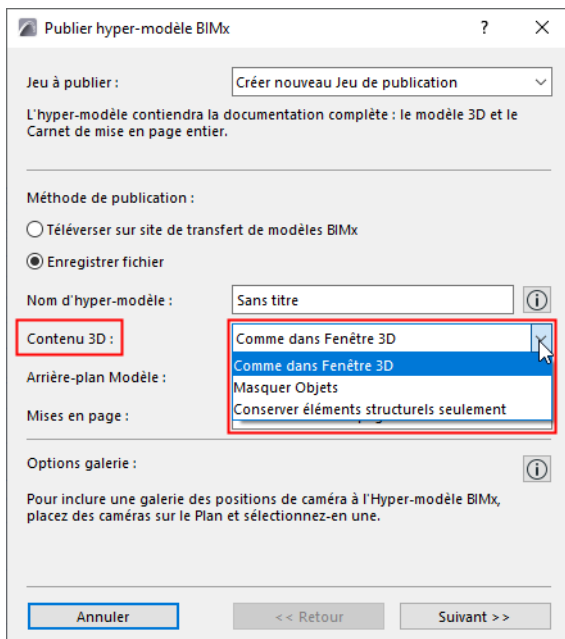 Publier hyper-modèle BIMx
?
Jeu à publier :
Créer nouveau Jeu de publication
L'hyper-modèle contiendra la documentation complète : le modèle 3D et le
Carnet de mise en page entier.
Méthode de publication :
Téléverser sur site de transfert de modèles BIMx
Enregistrer fichier
Nom d'hyper-modèle :
Sans titre
Contenu 3D :
Comme dans Fenêtre 3D
Comme dans Fenêtre 3D
Arrière-plan Modèle :
Masquer Objets
Conserver éléments structurels seulement
Mises en page :
Options galerie :
Pour inclure une galerie des positions de caméra à l'Hyper-modèle BIMx,
placez des caméras sur le Plan et sélectionnez-en une.
Annuler
<< Retour
Suivant >>